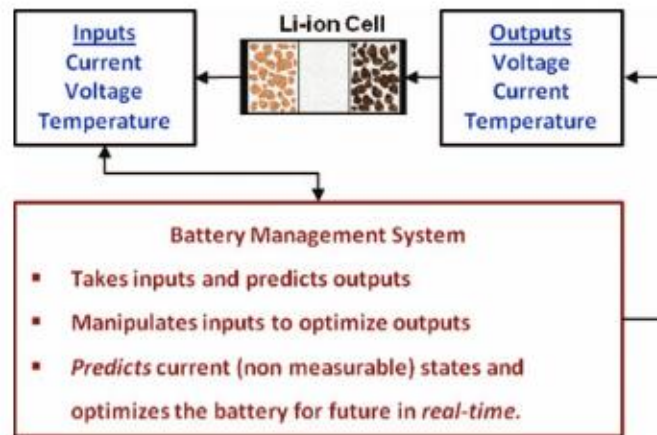 Li-ion Cell
Inputs
Current
Voltage
Temperature
Outputs
Voltage
Current
Temperature
Battery Management System
▪ Takes inputs and predicts outputs
▪ Manipulates inputs to optimize outputs
▪ Predicts current (non measurable) states and
optimizes the battery for future in real-time.